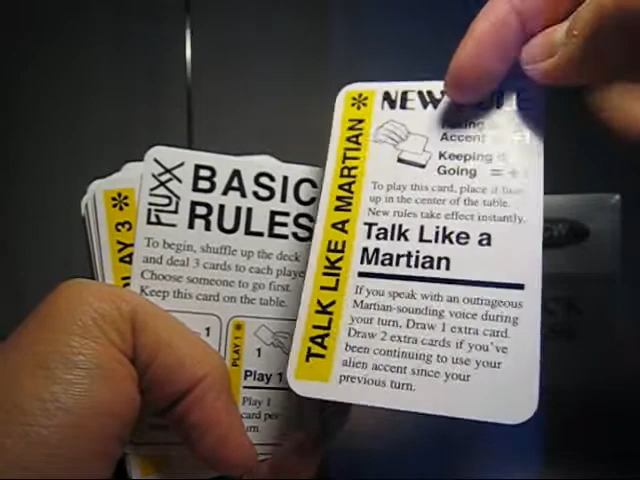 PLAY 3
FLUXX
BASIC
RULES
To begin, shuffle up the deck
and deal 3 cards to each playe
Choose someone to go first.
Keep this card on the table.
1
PLAY 1
1
Play 1
Play 1
card per
urn.
TALK LIKE A MARTIAN
NEW
Accent
Keeping
Going = +
To play this card, place it face
up in the center of the table.
New rules take effect instantly.
Talk Like a
Martian
If you speak with an outrageous
Martian-sounding voice during
your turn, Draw 1 extra card.
Draw 2 extra cards if you've
been continuing to use your
alien accent since your
previous turn.